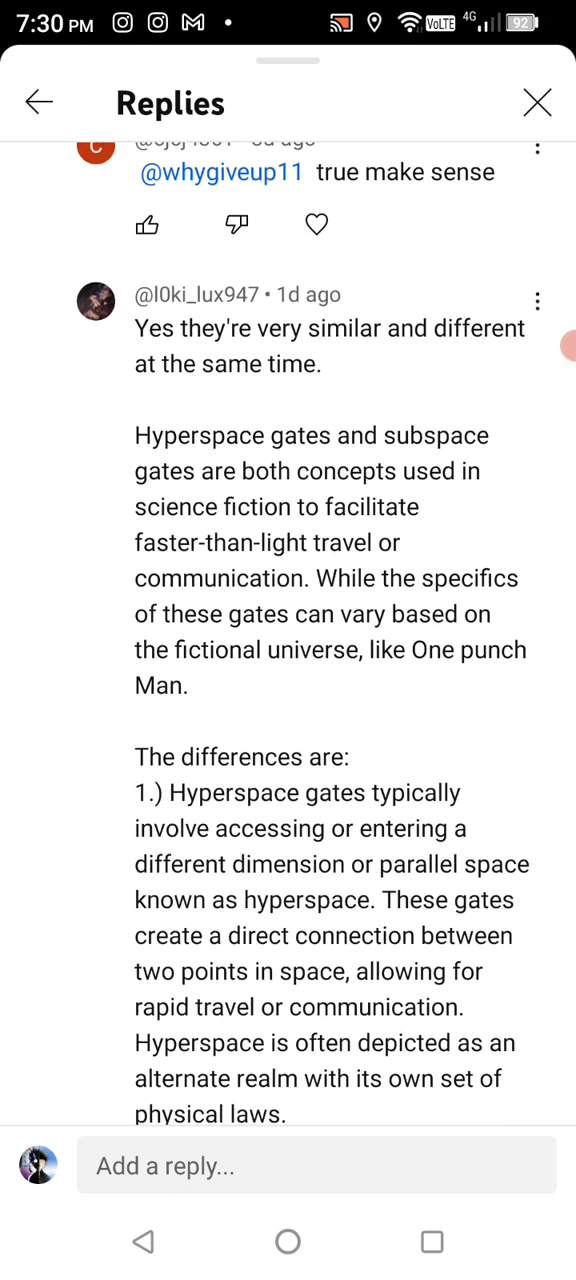 7:30 PM
VoLTE
4G
92
Replies
C
@whygiveup11 true make sense
@l0ki_lux947 • 1d ago
Yes they're very similar and different
at the same time.
Hyperspace gates and subspace
gates are both concepts used in
science fiction to facilitate
faster-than-light travel or
communication. While the specifics
of these gates can vary based on
the fictional universe, like One punch
Man.
The differences are:
1.) Hyperspace gates typically
involve accessing or entering a
different dimension or parallel space
known as hyperspace. These gates
create a direct connection between
two points in space, allowing for
rapid travel or communication.
Hyperspace is often depicted as an
alternate realm with its own set of
physical laws.
Add a reply...